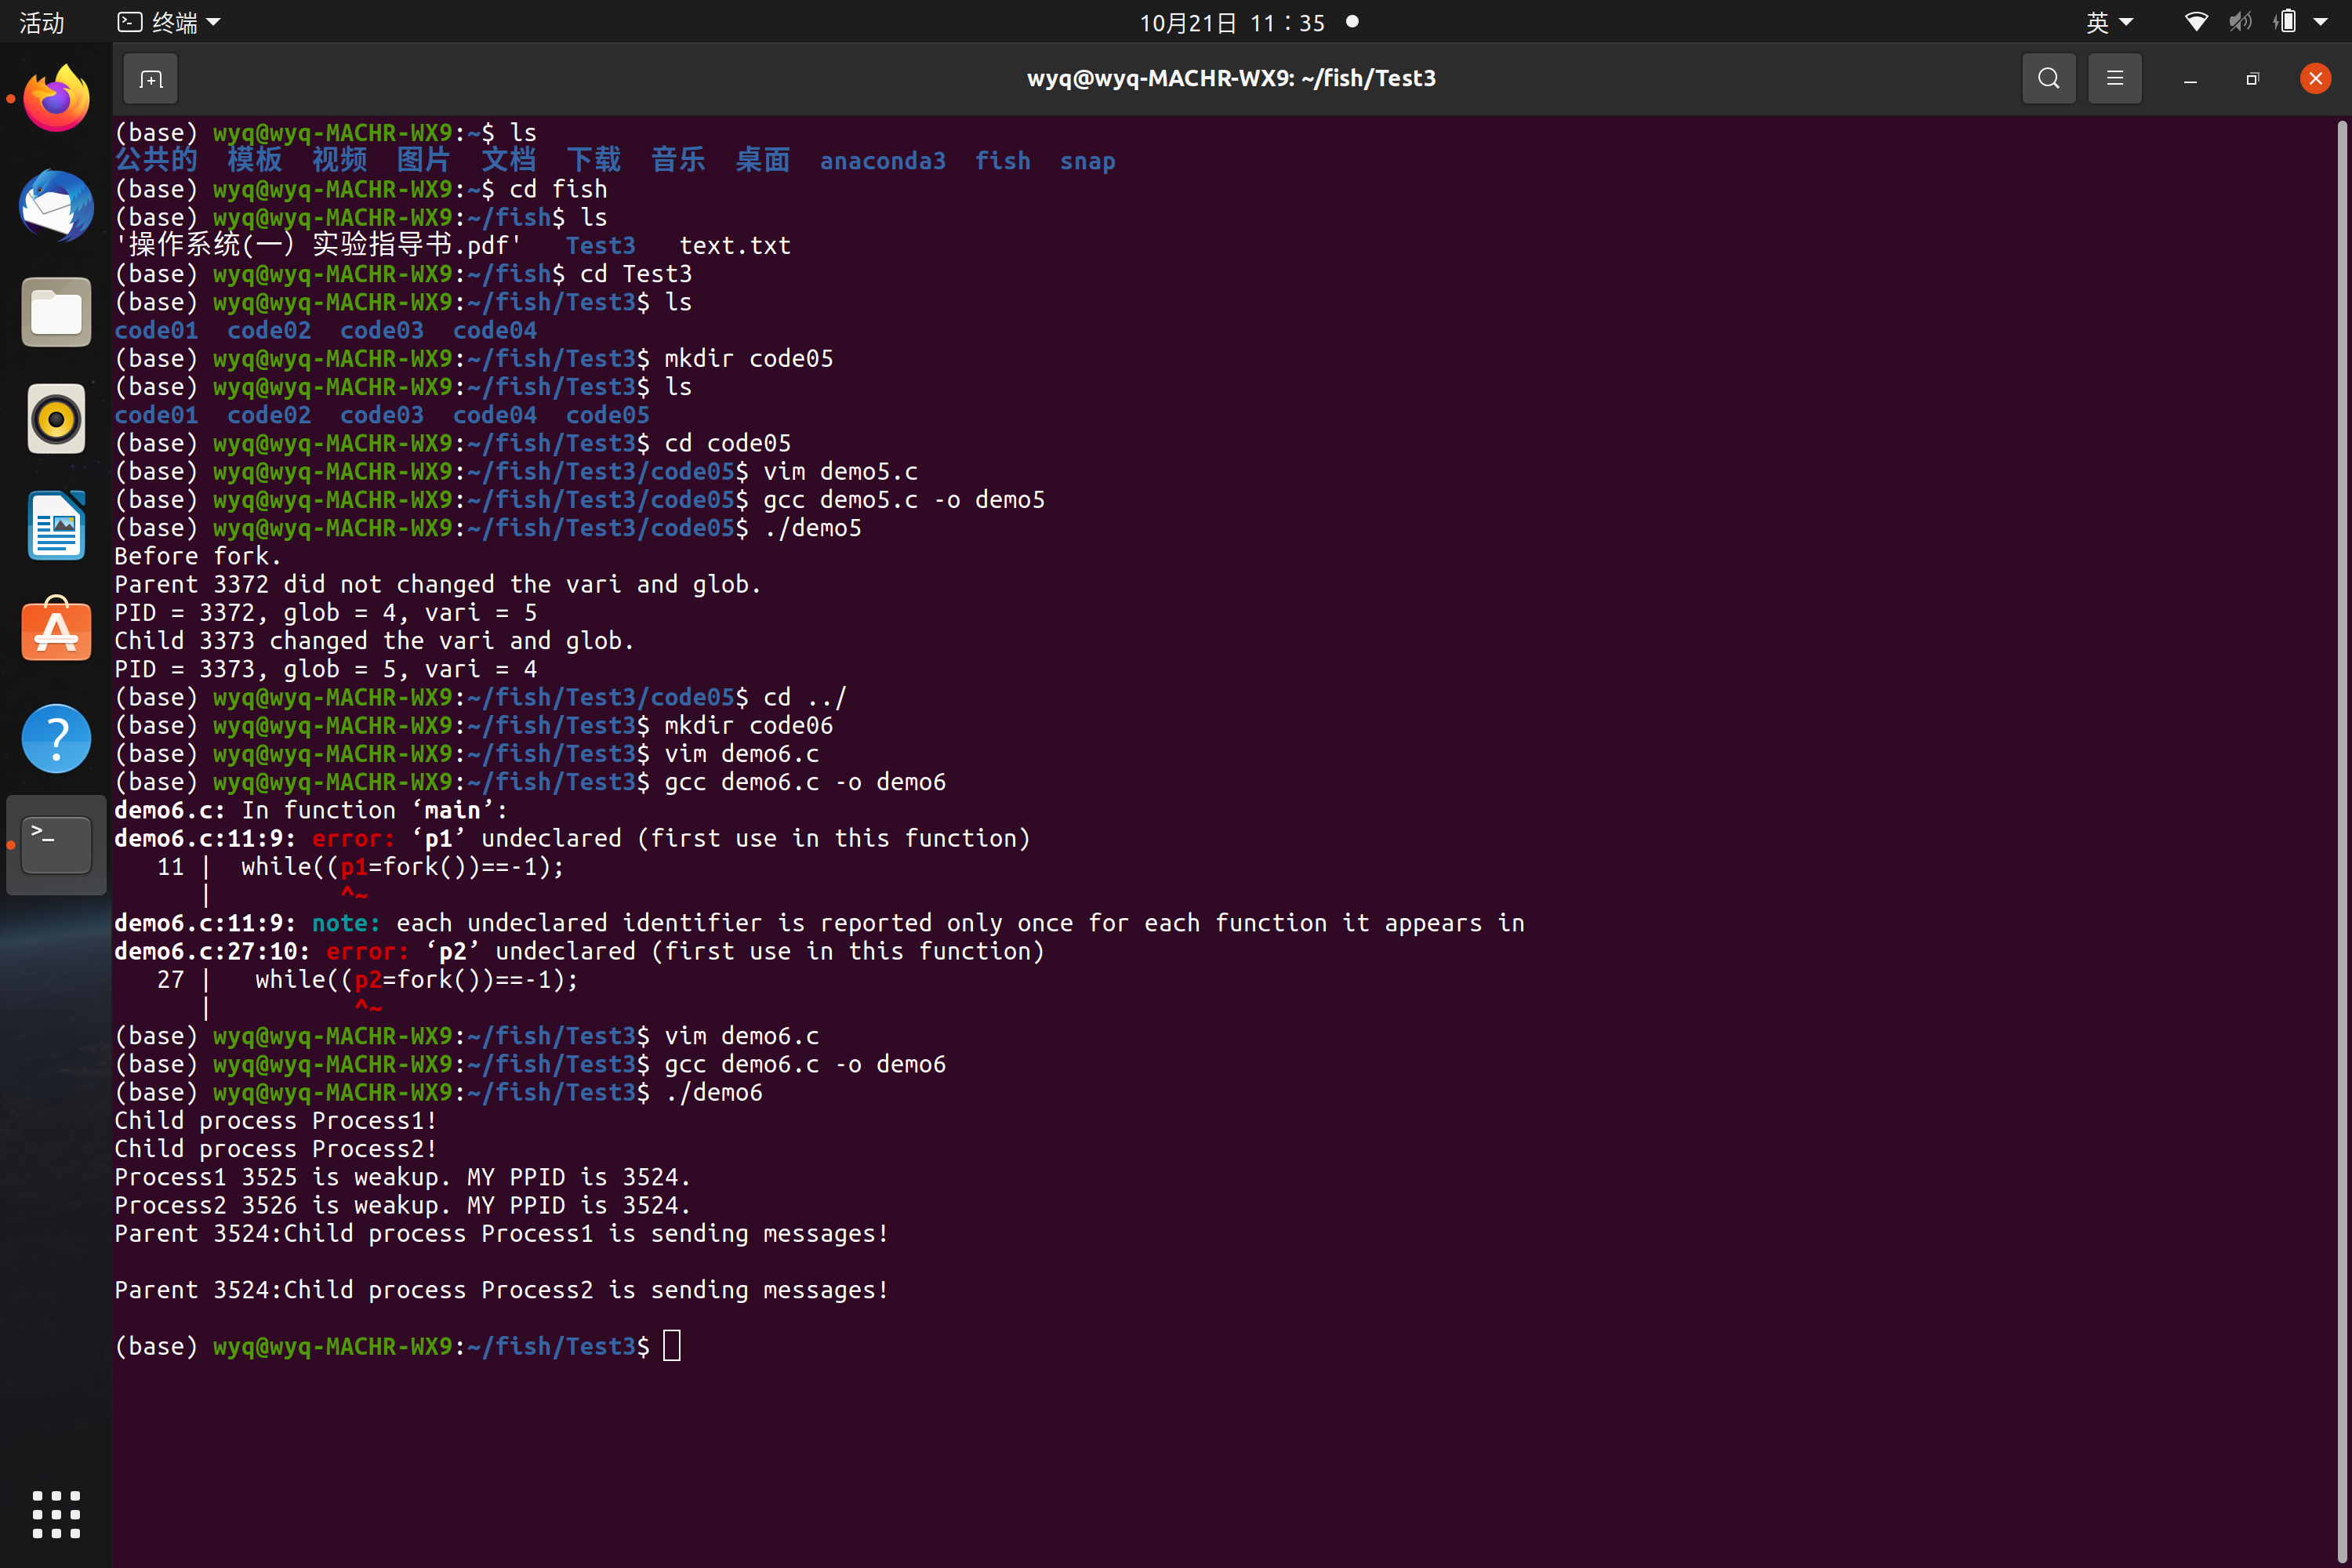 活动 终端 10月21日 11：35 英
wyq@wyq-MACHR-WX9: ~/fish/Test3
(base) wyq@wyq-MACHR-WX9:~$ ls
公共的 模板 视频 图片 文档 下载 音乐 桌面 anaconda3 fish snap
(base) wyq@wyq-MACHR-WX9:~$ cd fish
(base) wyq@wyq-MACHR-WX9:~/fish$ ls
'操作系统(一）实验指导书.pdf' Test3 text.txt
(base) wyq@wyq-MACHR-WX9:~/fish$ cd Test3
(base) wyq@wyq-MACHR-WX9:~/fish/Test3$ ls
code01 code02 code03 code04
(base) wyq@wyq-MACHR-WX9:~/fish/Test3$ mkdir code05
(base) wyq@wyq-MACHR-WX9:~/fish/Test3$ ls
code01 code02 code03 code04 code05
(base) wyq@wyq-MACHR-WX9:~/fish/Test3$ cd code05
(base) wyq@wyq-MACHR-WX9:~/fish/Test3/code05$ vim demo5.c
(base) wyq@wyq-MACHR-WX9:~/fish/Test3/code05$ gcc demo5.c -o demo5
(base) wyq@wyq-MACHR-WX9:~/fish/Test3/code05$ ./demo5
Before fork.
Parent 3372 did not changed the vari and glob.
PID = 3372, glob = 4, vari = 5
Child 3373 changed the vari and glob.
PID = 3373, glob = 5, vari = 4
(base) wyq@wyq-MACHR-WX9:~/fish/Test3/code05$ cd ../
(base) wyq@wyq-MACHR-WX9:~/fish/Test3$ mkdir code06
(base) wyq@wyq-MACHR-WX9:~/fish/Test3$ vim demo6.c
(base) wyq@wyq-MACHR-WX9:~/fish/Test3$ gcc demo6.c -o demo6
demo6.c: In function ‘main’:
demo6.c:11:9: error: ‘p1’ undeclared (first use in this function)
11 | while((p1=fork())==-1);
| ^~
demo6.c:11:9: note: each undeclared identifier is reported only once for each function it appears in
demo6.c:27:10: error: ‘p2’ undeclared (first use in this function)
27 | while((p2=fork())==-1);
| ^~
(base) wyq@wyq-MACHR-WX9:~/fish/Test3$ vim demo6.c
(base) wyq@wyq-MACHR-WX9:~/fish/Test3$ gcc demo6.c -o demo6
(base) wyq@wyq-MACHR-WX9:~/fish/Test3$ ./demo6
Child process Process1!
Child process Process2!
Process1 3525 is weakup. MY PPID is 3524.
Process2 3526 is weakup. MY PPID is 3524.
Parent 3524:Child process Process1 is sending messages!
Parent 3524:Child process Process2 is sending messages!
(base) wyq@wyq-MACHR-WX9:~/fish/Test3$